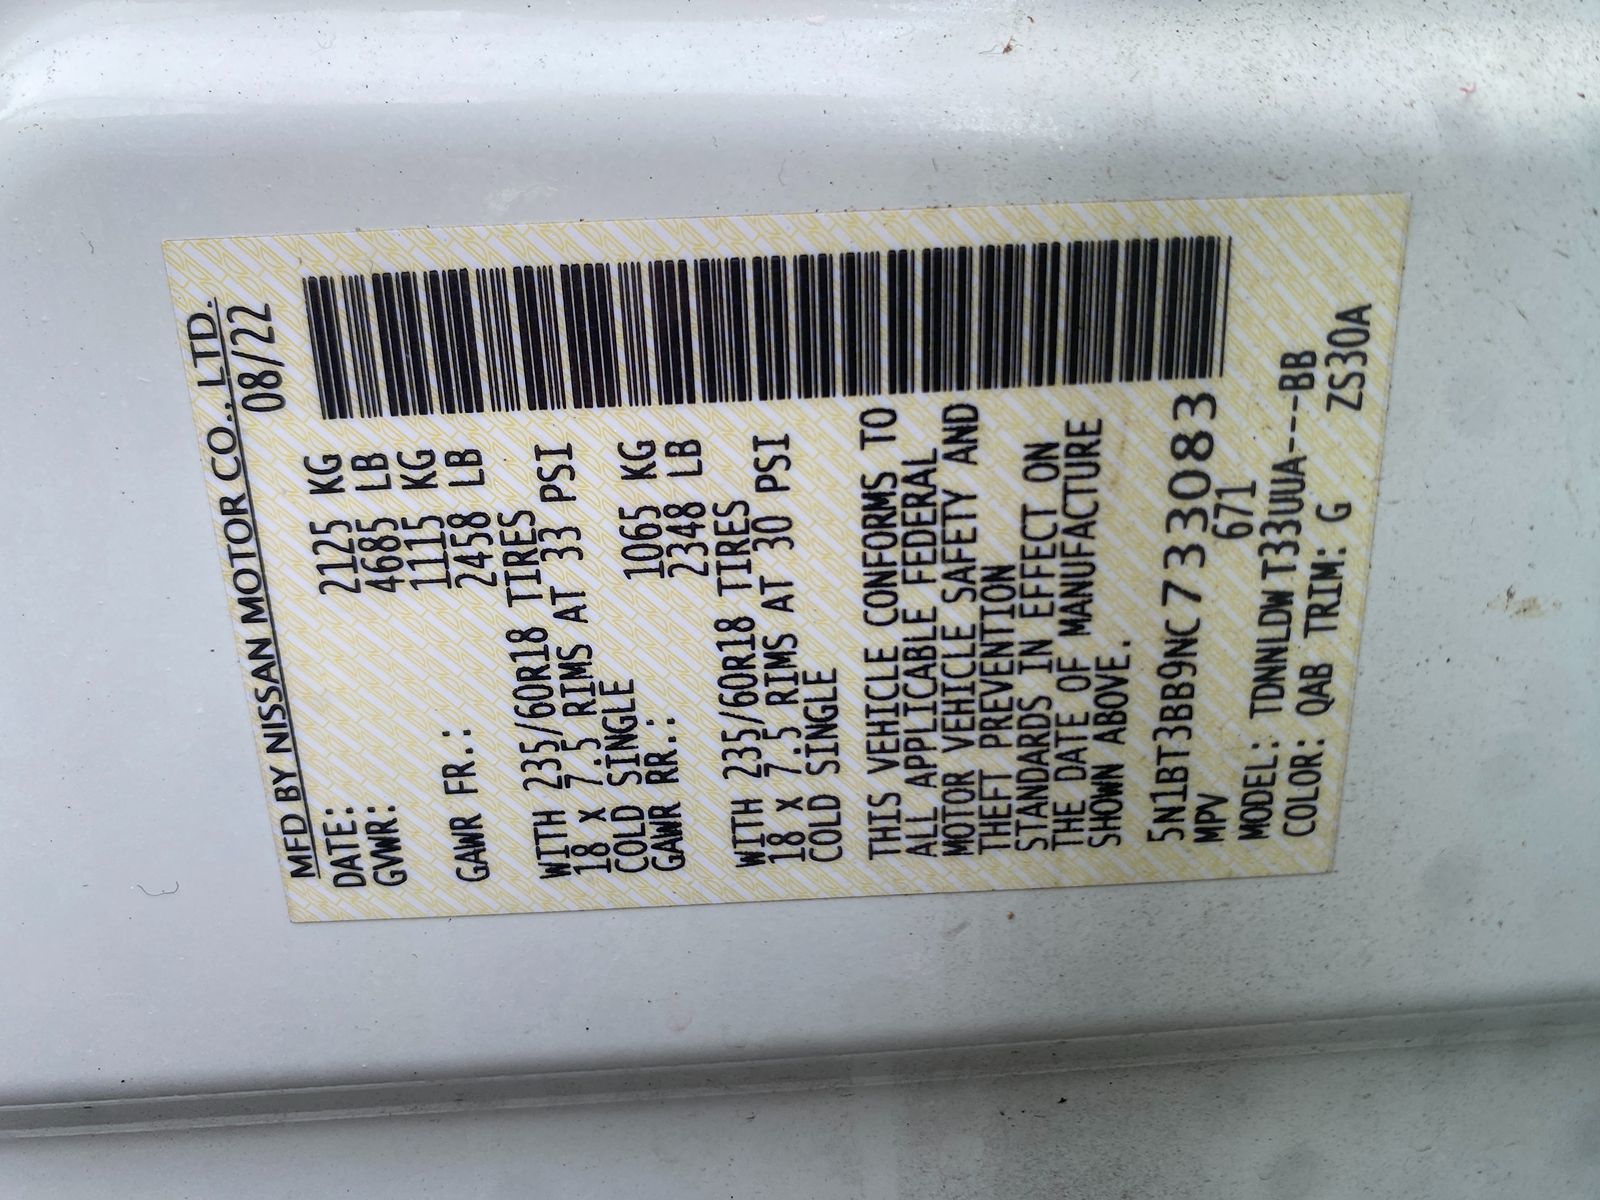 MFD BY NISSAN MOTOR CO., LTD.
DATE: 08/22
GVWR: 2125 KG
4685 LB
GAWR FR.: 1115 KG
2458 LB
WITH 235/60R18 TIRES
18 x 7.5 RIMS AT 33 PSI
COLD SINGLE
GAWR RR.: 1065 KG
2348 LB
WITH 235/60R18 TIRES
18 x 7.5 RIMS AT 30 PSI
COLD SINGLE
THIS VEHICLE CONFORMS TO
ALL APPLICABLE FEDERAL
MOTOR VEHICLE SAFETY AND
THEFT PREVENTION
STANDARDS IN EFFECT ON
THE DATE OF MANUFACTURE
SHOWN ABOVE.
5N1BT3BB9NC733083
MPV 671
MODEL: TDNNLDW T33UUA---BB
COLOR: QAB TRIM: G ZS30A